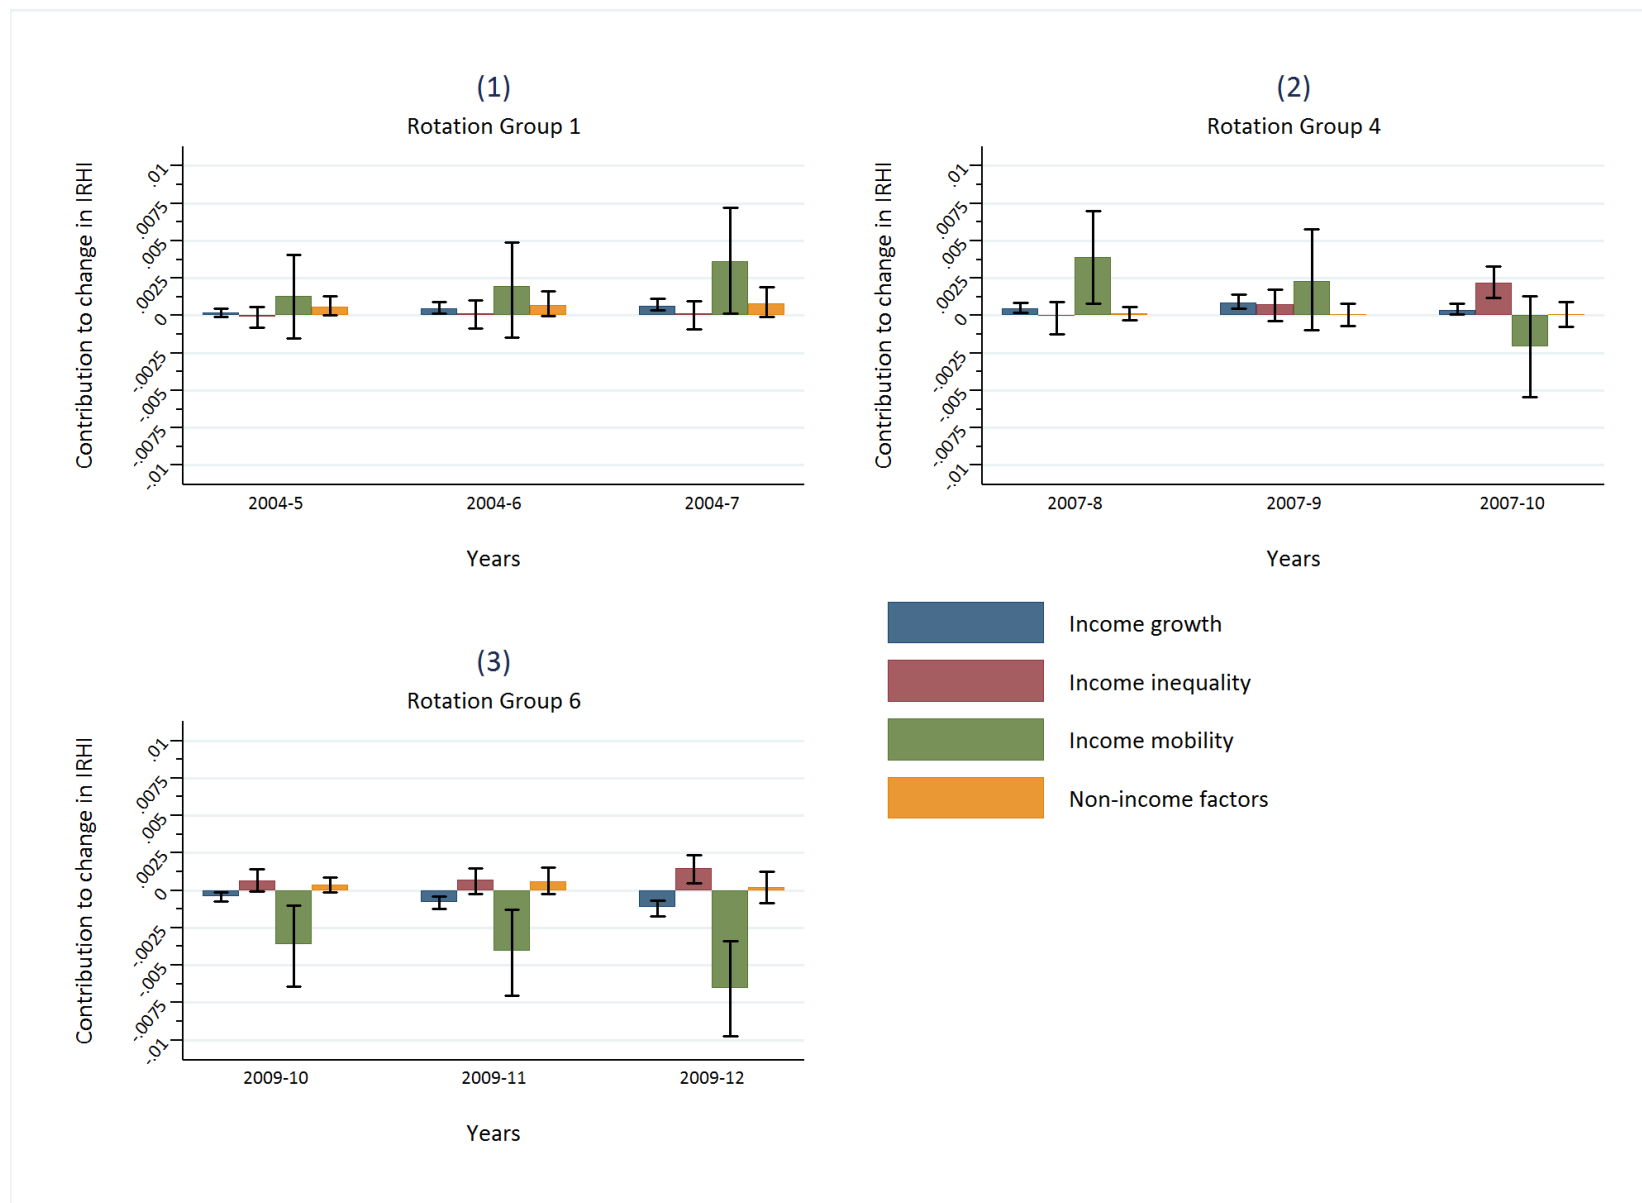 (1)
Rotation Group 1
Contribution to change in IRHI
.01
.0075
.005
.0025
0
-.0025
-.005
-.0075
-.01
2004-5 2004-6 2004-7
Years
(2)
Rotation Group 4
Contribution to change in IRHI
.01
.0075
.005
.0025
0
-.0025
-.005
-.0075
-.01
2007-8 2007-9 2007-10
Years
(3)
Rotation Group 6
Contribution to change in IRHI
.01
.0075
.005
.0025
0
-.0025
-.005
-.0075
-.01
2009-10 2009-11 2009-12
Years
Income growth
Income inequality
Income mobility
Non-income factors